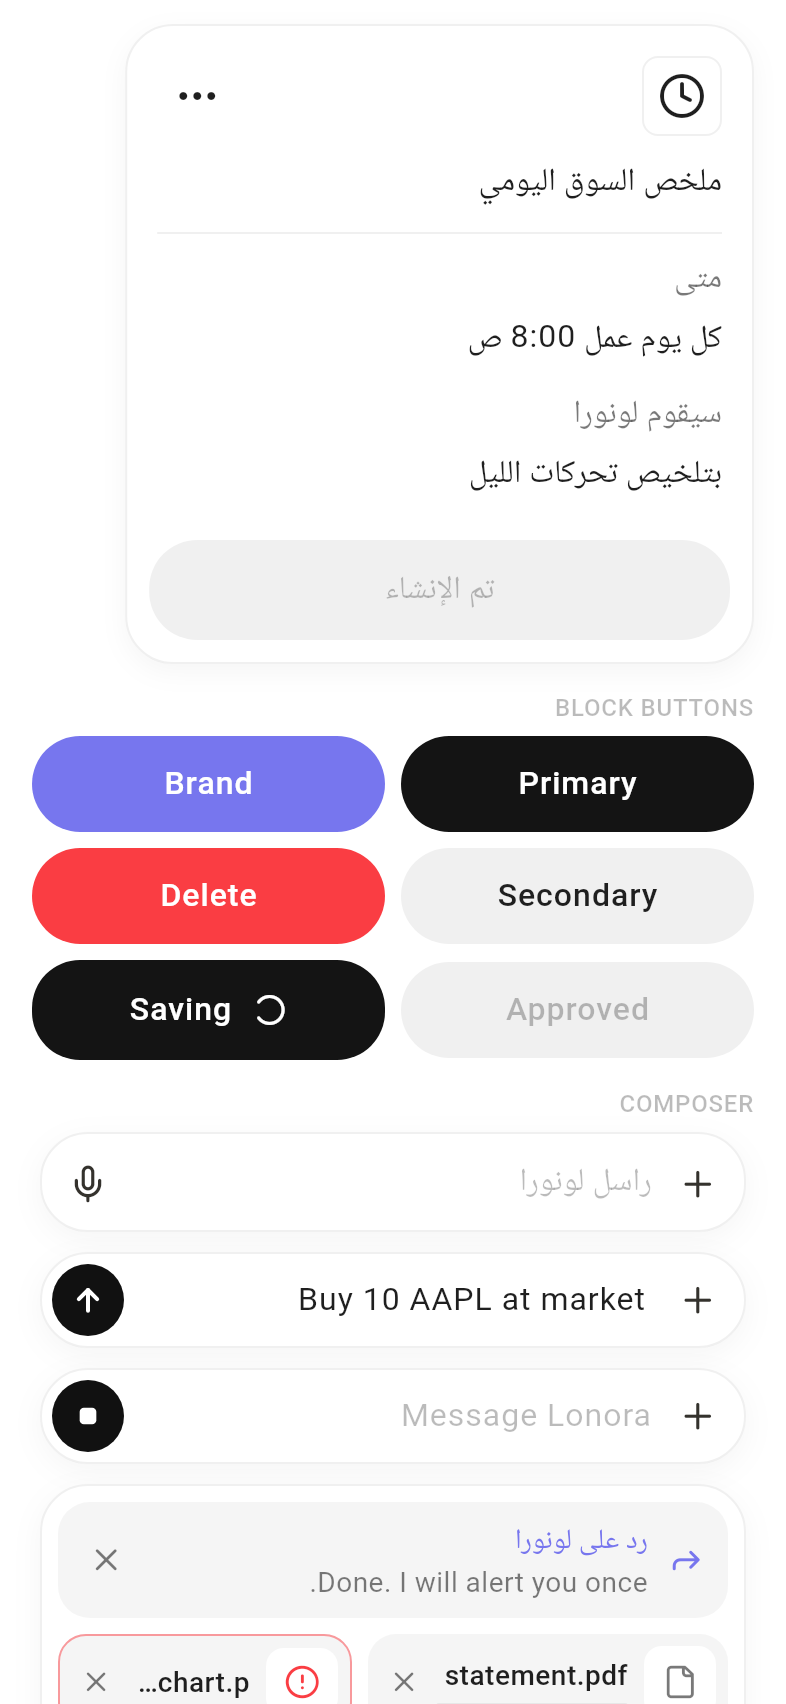 ملخص السوق اليومي
متى
كل يوم عمل 8:00 ص
سيقوم لونورا
بتلخيص تحركات الليل
تم الإنشاء
BLOCK BUTTONS
Primary
Brand
Secondary
Delete
Approved
Saving
COMPOSER
راسل لونورا
Buy 10 AAPL at market
Message Lonora
رد على لونورا
.Done. I will alert you once
statement.pdf
...chart.p